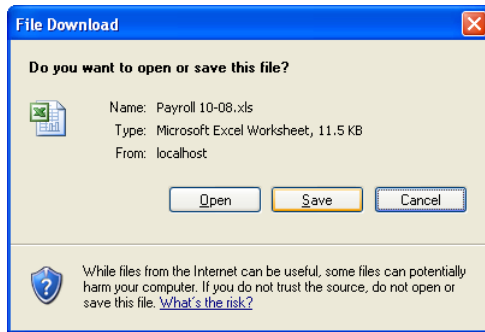 File Download
Do you want to open or save this file?
Name: Payroll 10-08.xls
Type: Microsoft Excel Worksheet, 11.5 KB
From: localhost
Open Save Cancel
While files from the Internet can be useful, some files can potentially
harm your computer. If you do not trust the source, do not open or
save this file. What's the risk?